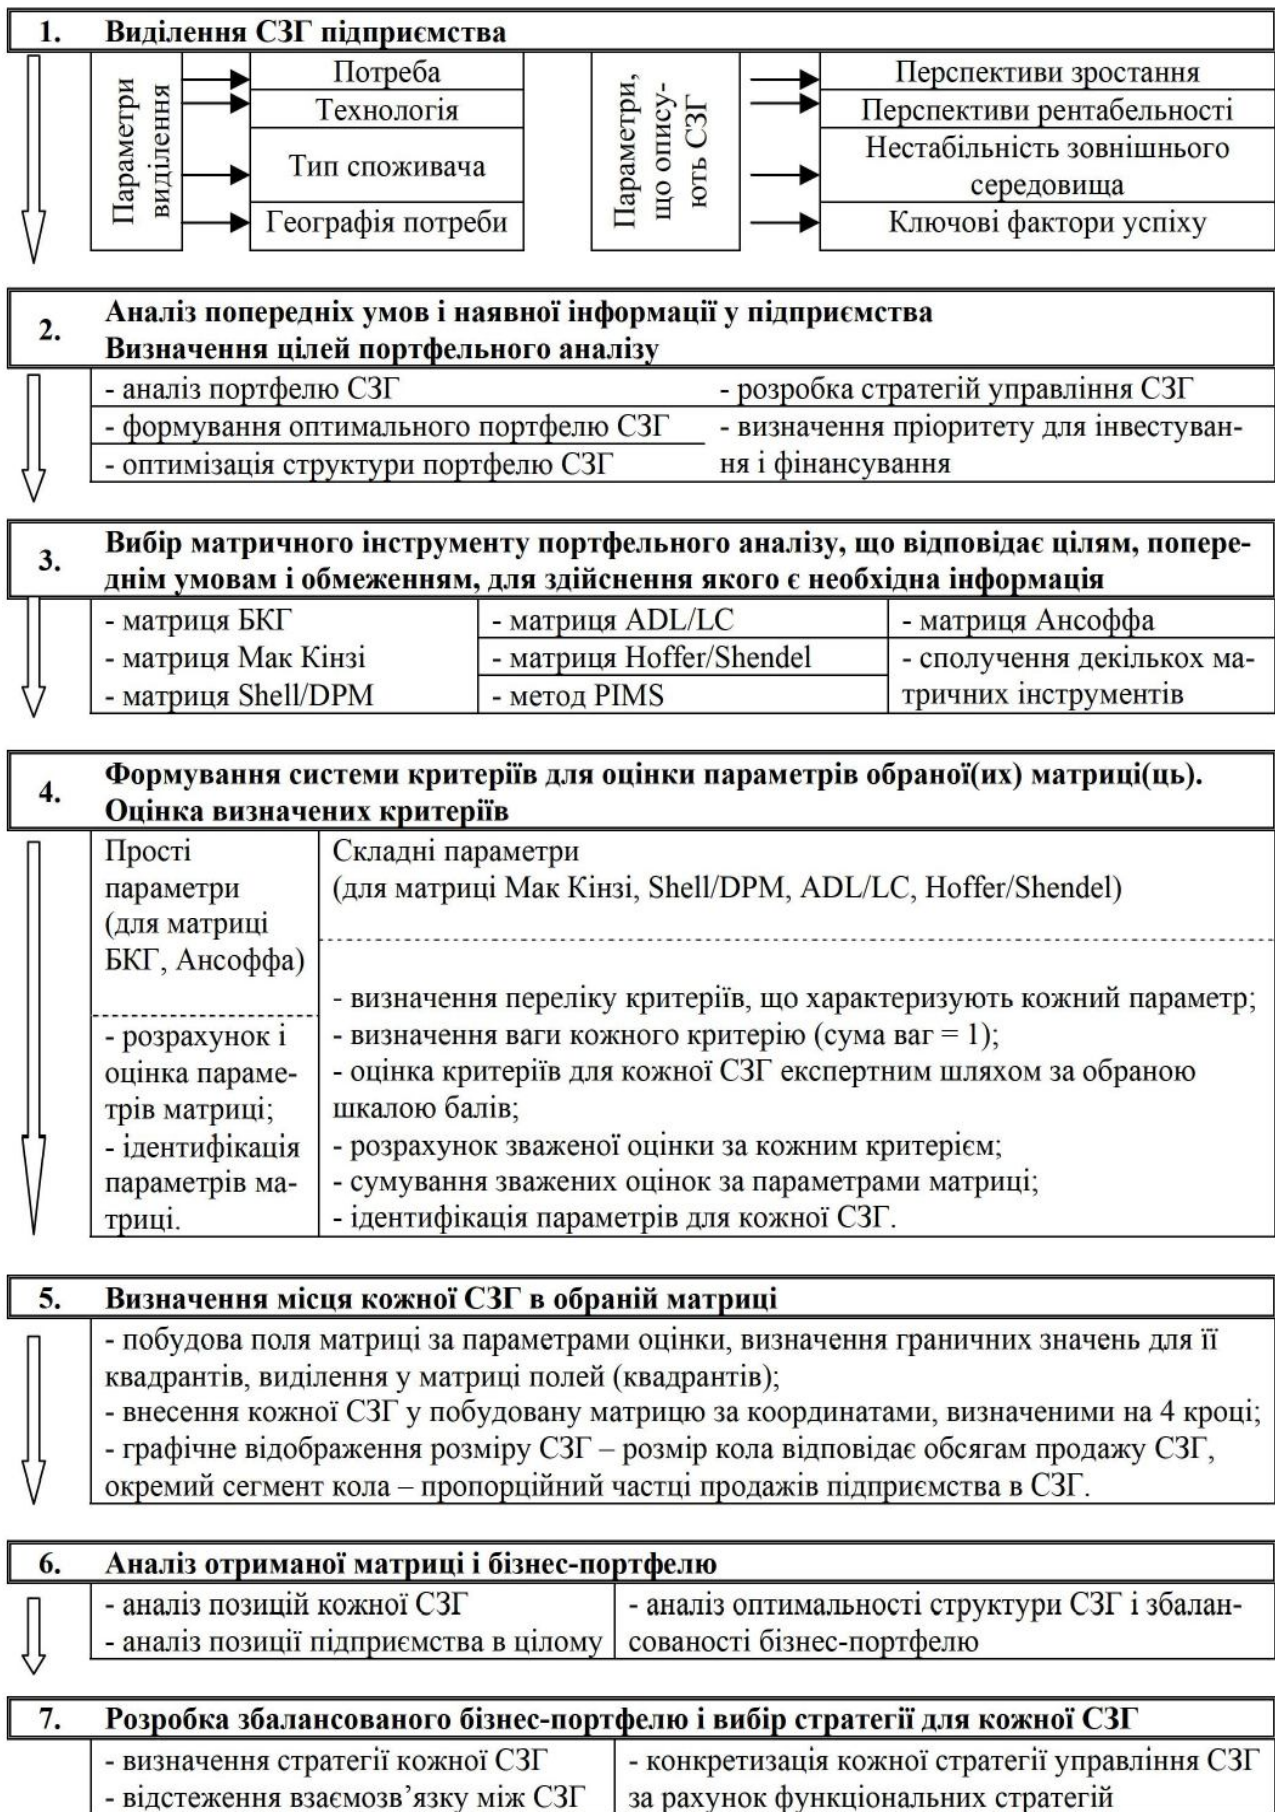 1. Виділення СЗГ підприємства
Параметри
виділення
Потреба
Технологія
Тип споживача
Географія потреби
Параметри,
що опису-
ють СЗГ
Перспективи зростання
Перспективи рентабельності
Нестабільність зовнішнього
середовища
Ключові фактори успіху
2. Аналіз попередніх умов і наявної інформації у підприємства
Визначення цілей портфельного аналізу
- аналіз портфелю СЗГ
- формування оптимального портфелю СЗГ
- оптимізація структури портфелю СЗГ
- розробка стратегій управління СЗГ
- визначення пріоритету для інвестуван-
ня і фінансування
3. Вибір матричного інструменту портфельного аналізу, що відповідає цілям, попере-
днім умовам і обмеженням, для здійснення якого є необхідна інформація
- матриця БКГ
- матриця Мак Кінзі
- матриця Shell/DPM
- матриця ADL/LC
- матриця Hoffer/Shendel
- метод PIMS
- матриця Ансоффа
- сполучення декількох ма-
тричних інструментів
4. Формування системи критеріїв для оцінки параметрів обраної(их) матриці(ць).
Оцінка визначених критеріїв
Прості
параметри
(для матриці
БКГ, Ансоффа)
- розрахунок і
оцінка параме-
трів матриці;
- ідентифікація
параметрів ма-
триці.
Складні параметри
(для матриці Мак Кінзі, Shell/DPM, ADL/LC, Hoffer/Shendel)
- визначення переліку критеріїв, що характеризують кожний параметр;
- визначення ваги кожного критерію (сума ваг = 1);
- оцінка критеріїв для кожної СЗГ експертним шляхом за обраною
шкалою балів;
- розрахунок зваженої оцінки за кожним критерієм;
- сумування зважених оцінок за параметрами матриці;
- ідентифікація параметрів для кожної СЗГ.
5. Визначення місця кожної СЗГ в обраній матриці
- побудова поля матриці за параметрами оцінки, визначення граничних значень для її
квадрантів, виділення у матриці полей (квадрантів);
- внесення кожної СЗГ у побудовану матрицю за координатами, визначеними на 4 кроці;
- графічне відображення розміру СЗГ – розмір кола відповідає обсягам продажу СЗГ,
окремий сегмент кола – пропорційний частці продажів підприємства в СЗГ.
6. Аналіз отриманої матриці і бізнес-портфелю
- аналіз позицій кожної СЗГ
- аналіз позиції підприємства в цілому
- аналіз оптимальності структури СЗГ і збалан-
сованості бізнес-портфелю
7. Розробка збалансованого бізнес-портфелю і вибір стратегії для кожної СЗГ
- визначення стратегії кожної СЗГ
- відстеження взаємозв’язку між СЗГ
- конкретизація кожної стратегії управління СЗГ
за рахунок функціональних стратегій